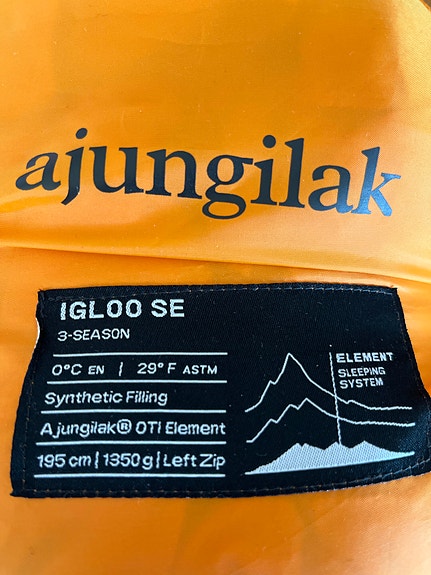 ajungilak
IGLOO SE
3-SEASON
0°C EN | 29°F ASTM
Synthetic Filling
Ajungilak® OTI Element
195 cm | 1350 g | Left Zip
ELEMENT
SLEEPING
SYSTEM